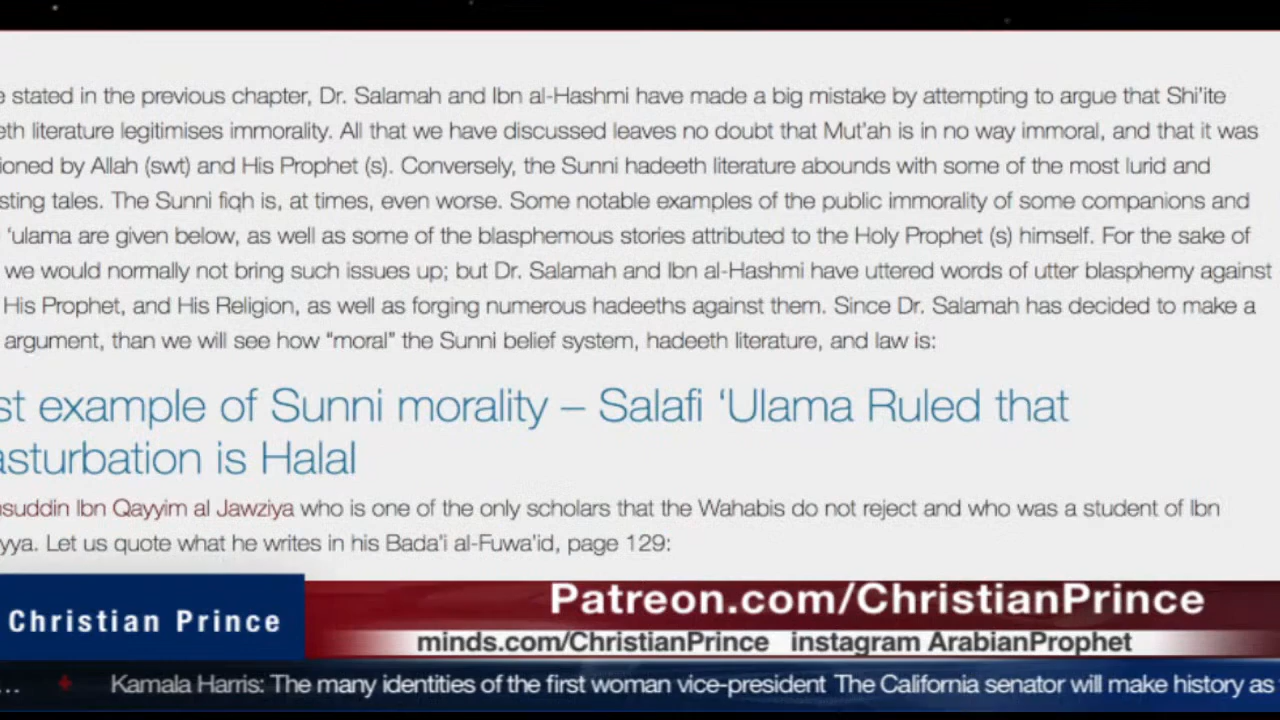 e stated in the previous chapter, Dr. Salamah and Ibn al-Hashmi have made a big mistake by attempting to argue that Shi'ite
eth literature legitimises immorality. All that we have discussed leaves no doubt that Mut'ah is in no way immoral, and that it was
ioned by Allah (swt) and His Prophet (s). Conversely, the Sunni hadeeth literature abounds with some of the most lurid and
sting tales. The Sunni fiqh is, at times, even worse. Some notable examples of the public immorality of some companions and
'ulama are given below, as well as some of the blasphemous stories attributed to the Holy Prophet (s) himself. For the sake of
we would normally not bring such issues up; but Dr. Salamah and Ibn al-Hashmi have uttered words of utter blasphemy against
His Prophet, and His Religion, as well as forging numerous hadeeths against them. Since Dr. Salamah has decided to make a
argument, than we will see how “moral” the Sunni belief system, hadeeth literature, and law is:
st example of Sunni morality – Salafi ‘Ulama Ruled that
asturbation is Halal
suddin Ibn Qayyim al Jawziya who is one of the only scholars that the Wahabis do not reject and who was a student of Ibn
yya. Let us quote what he writes in his Bada'i al-Fuwa'id, page 129:
Christian Prince
Patreon.com/ChristianPrince
minds.com/ChristianPrince instagram ArabianProphet
... Kamala Harris: The many identities of the first woman vice-president The California senator will make history as